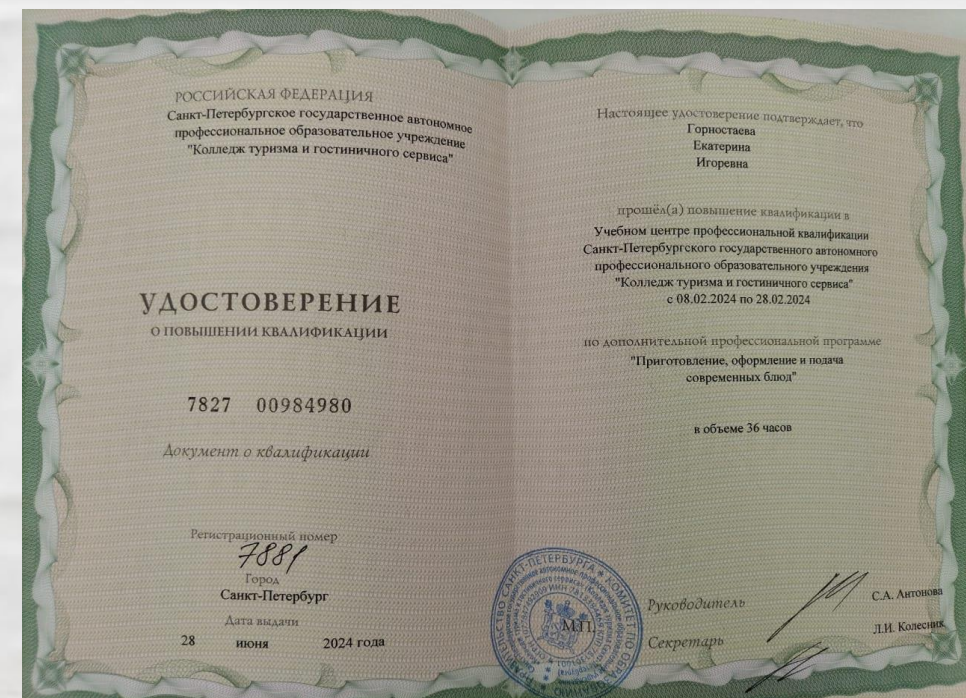 РОССИЙСКАЯ ФЕДЕРАЦИЯ
Санкт-Петербургское государственное автономное
профессиональное образовательное учреждение
"Колледж туризма и гостиничного сервиса"
УДОСТОВЕРЕНИЕ
О ПОВЫШЕНИИ КВАЛИФИКАЦИИ
7827 00984980
Документ о квалификации
Регистрационный номер
7881
Город
Санкт-Петербург
Дата выдачи
28 июня 2024 года
Настоящее удостоверение подтверждает, что
Горностаева
Екатерина
Игоревна
прошёл(а) повышение квалификации в
Учебном центре профессиональной квалификации
Санкт-Петербургского государственного автономного
профессионального образовательного учреждения
"Колледж туризма и гостиничного сервиса"
с 08.02.2024 по 28.02.2024
по дополнительной профессиональной программе
"Приготовление, оформление и подача
современных блюд"
в объеме 36 часов
М.П.
Руководитель С.А. Антонова
Секретарь Л.И. Колесник
САНКТ-ПЕТЕРБУРГА * КОМИТЕТ ПО